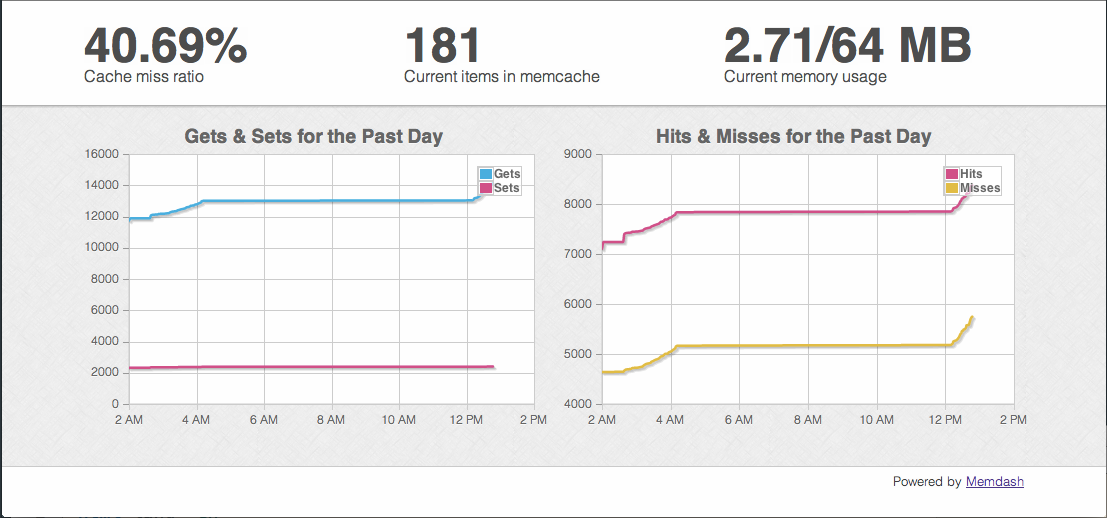 40.69%
Cache miss ratio
181
Current items in memcache
2.71/64 MB
Current memory usage
Gets & Sets for the Past Day
16000
14000
12000
10000
8000
6000
4000
2000
0
2 AM 4 AM 6 AM 8 AM 10 AM 12 PM 2 PM
Gets
Sets
Hits & Misses for the Past Day
9000
8000
7000
6000
5000
4000
2 AM 4 AM 6 AM 8 AM 10 AM 12 PM 2 PM
Hits
Misses
Powered by Memdash